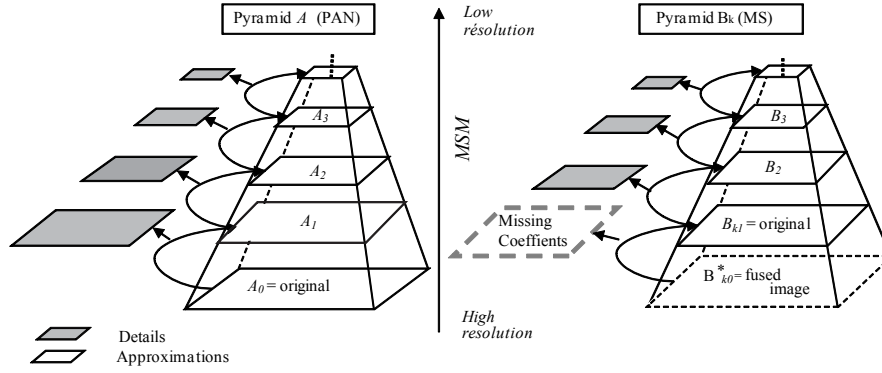 Pyramid A (PAN)
Low
résolution
Pyramid Bk (MS)
A3
B3
MSM
A2
B2
A1
Missing
Coeffients
Bk1 = original
A0 = original
B*k0= fused
image
High
resolution
Details
Approximations